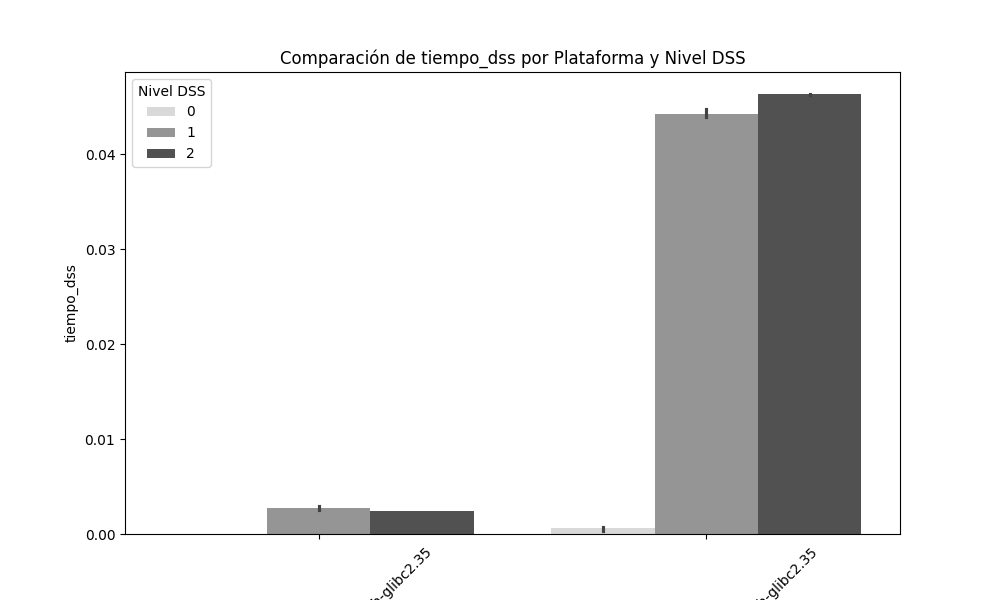 Comparación de tiempo_dss por Plataforma y Nivel DSS
Nivel DSS
0
1
2
0.04
0.03
0.02
0.01
0.00
tiempo_dss
-glibc2.35
-glibc2.35